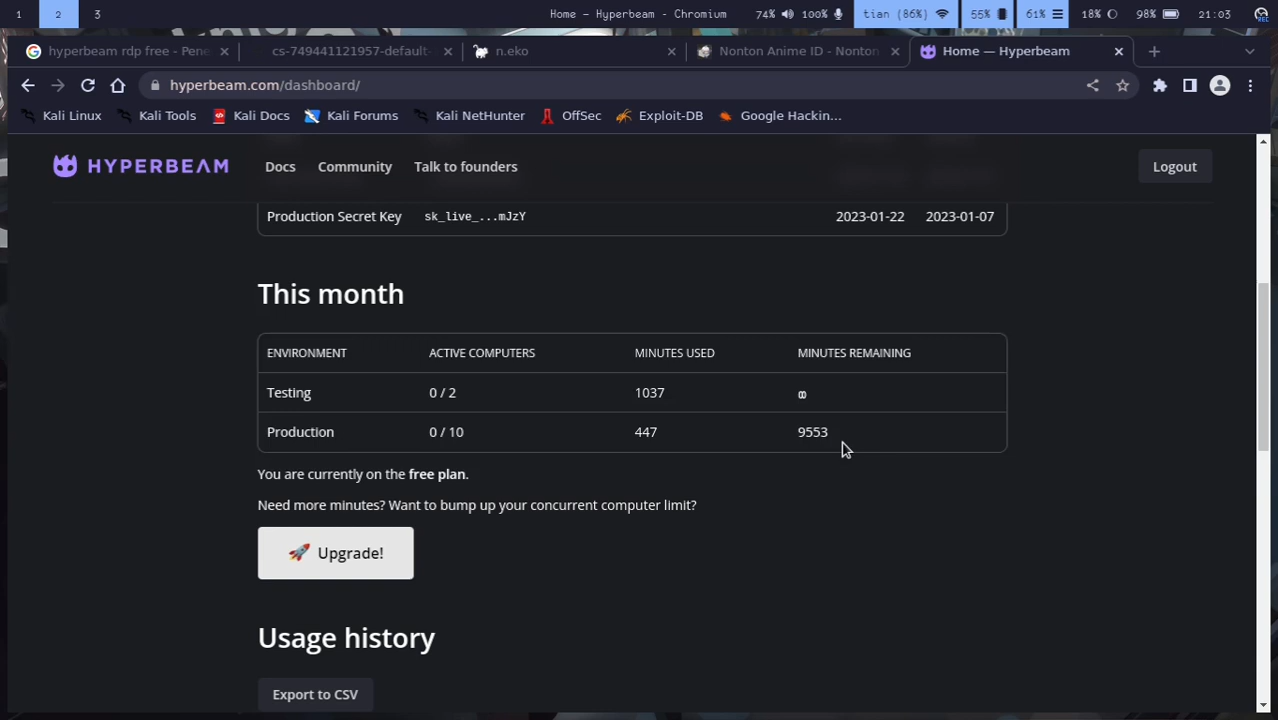 1 2 3 Home – Hyperbeam - Chromium 74% 100% tian (86%) 55% 61% 18% 98% 21:03
hyperbeam rdp free - Pene cs-749441121957-default- n.eko Nonton Anime ID - Nonton Home — Hyperbeam
hyperbeam.com/dashboard/
Kali Linux Kali Tools Kali Docs Kali Forums Kali NetHunter OffSec Exploit-DB Google Hackin...
HYPERBEAM Docs Community Talk to founders Logout
Production Secret Key sk_live_...mJzY 2023-01-22 2023-01-07
This month
ENVIRONMENT ACTIVE COMPUTERS MINUTES USED MINUTES REMAINING
Testing 0 / 2 1037 ∞
Production 0 / 10 447 9553
You are currently on the free plan.
Need more minutes? Want to bump up your concurrent computer limit?
🚀 Upgrade!
Usage history
Export to CSV